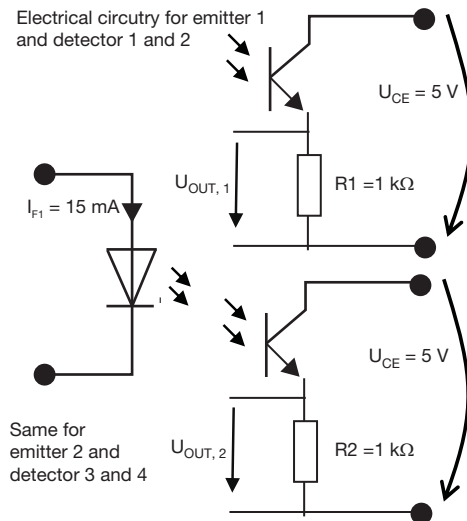 Electrical circutry for emitter 1
and detector 1 and 2
U_CE = 5 V
I_F1 = 15 mA
U_OUT, 1
R1 =1 kΩ
U_CE = 5 V
Same for
emitter 2 and
detector 3 and 4
U_OUT, 2
R2 =1 kΩ